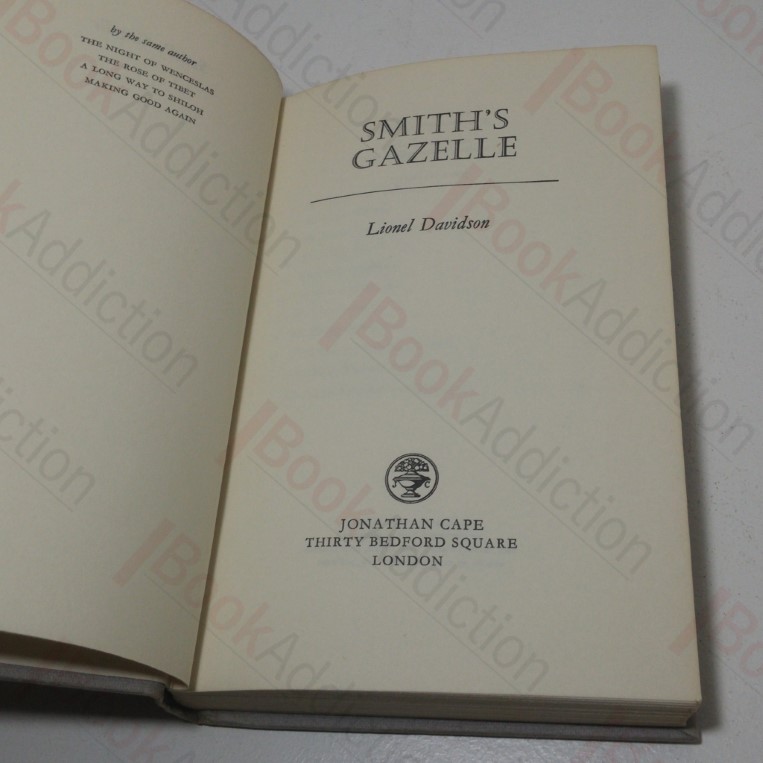 by the same author
THE NIGHT OF WENCESLAS
THE ROSE OF TIBET
A LONG WAY TO SHILOH
MAKING GOOD AGAIN
SMITH'S
GAZELLE
Lionel Davidson
J C
JONATHAN CAPE
THIRTY BEDFORD SQUARE
LONDON
BookAddiction